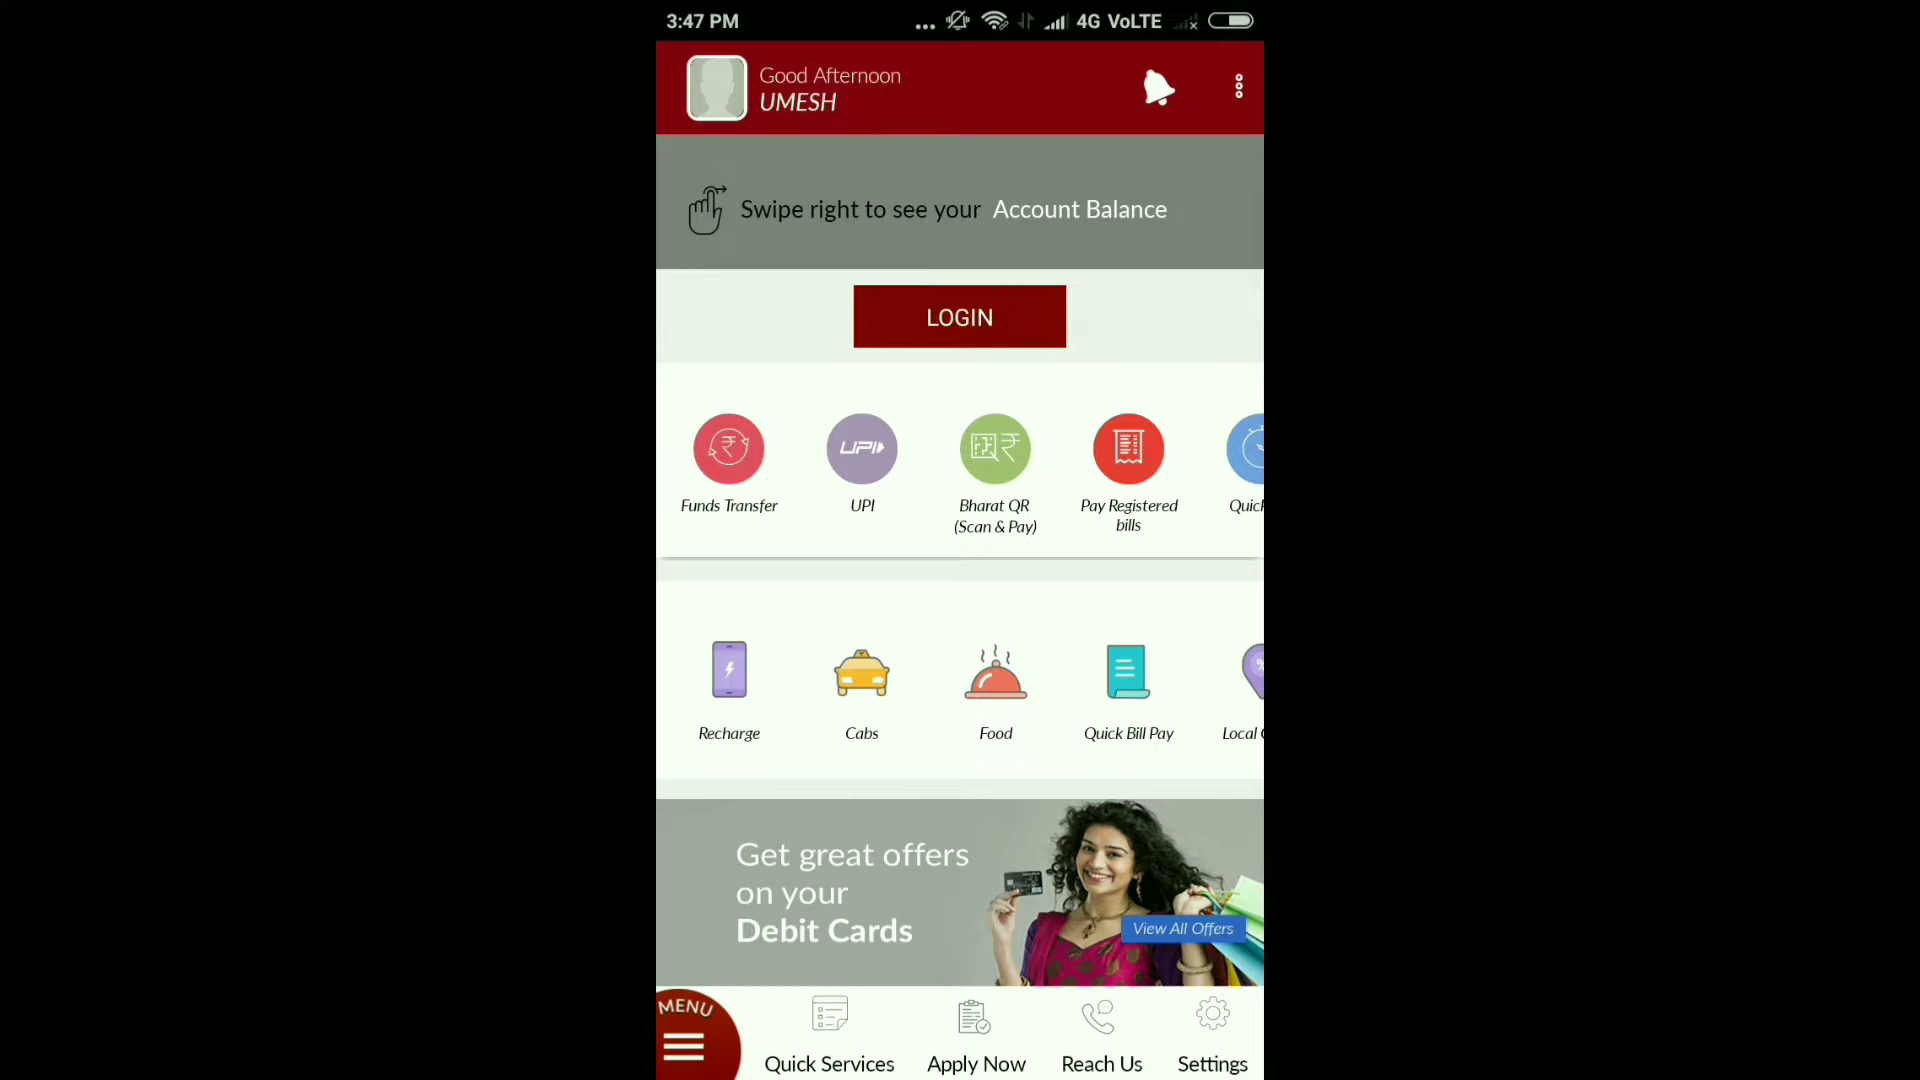 3:47 PM
... 4G VoLTE
Good Afternoon
UMESH
Swipe right to see your Account Balance
LOGIN
UPI
Funds Transfer
UPI
Bharat QR
(Scan & Pay)
Pay Registered
bills
Recharge
Cabs
Food
Quick Bill Pay
Local
Get great offers
on your
Debit Cards
View All Offers
MENU
Quick Services
Apply Now
Reach Us
Settings